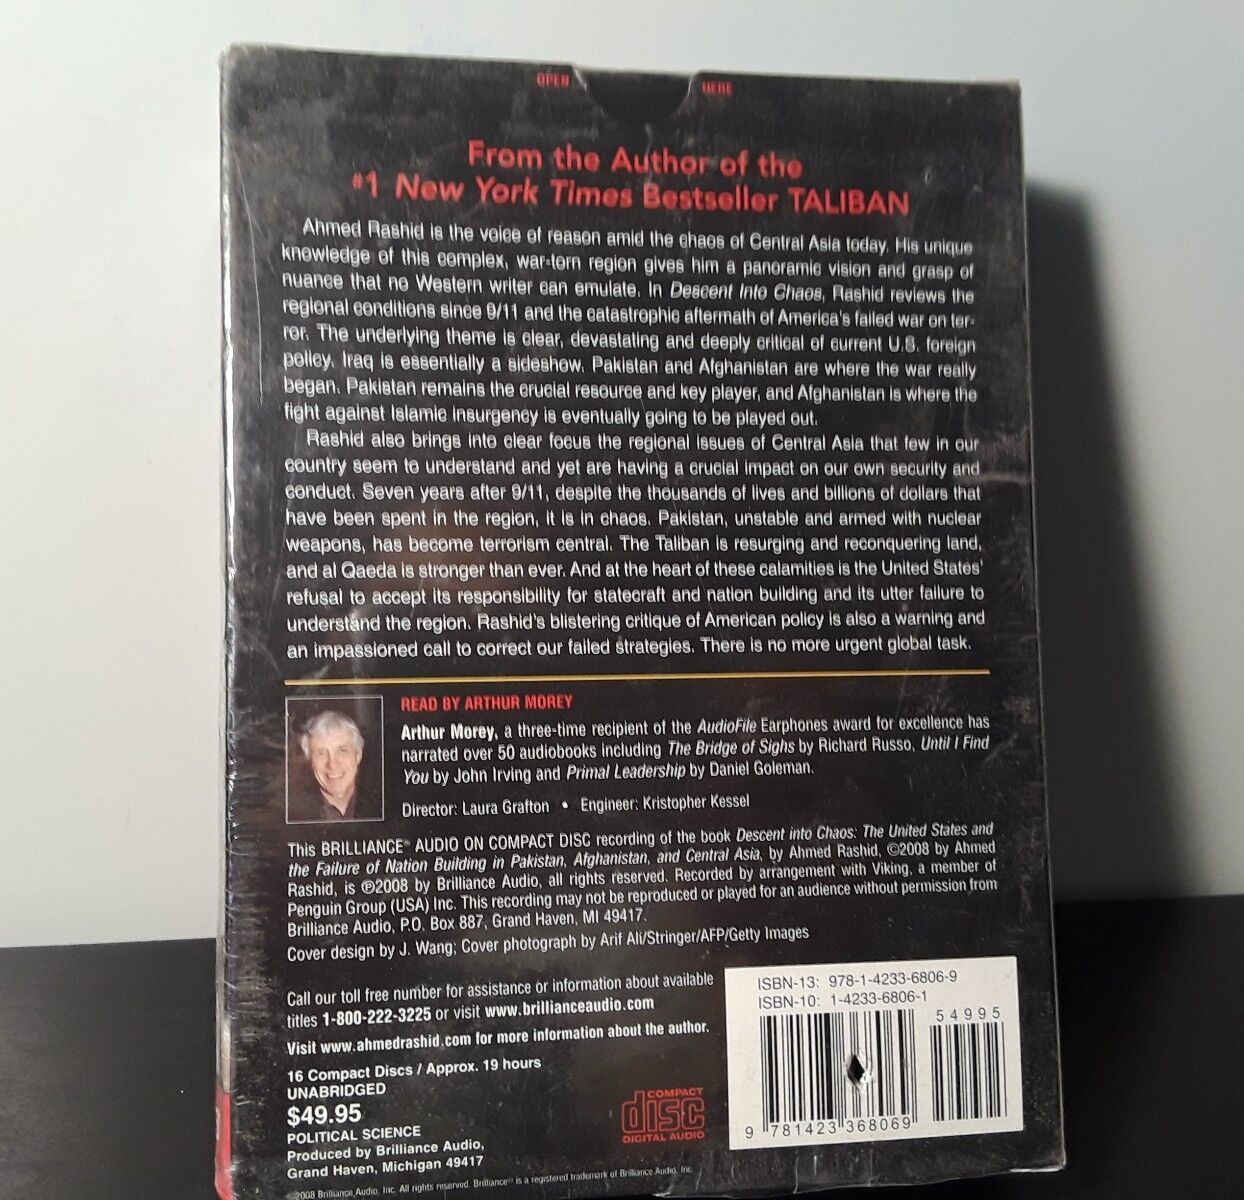 OPEN HERE
From the Author of the
#1 New York Times Bestseller TALIBAN
Ahmed Rashid is the voice of reason amid the chaos of Central Asia today. His unique
knowledge of this complex, war-torn region gives him a panoramic vision and grasp of
nuance that no Western writer can emulate. In Descent Into Chaos, Rashid reviews the
regional conditions since 9/11 and the catastrophic aftermath of America's failed war on ter-
ror. The underlying theme is clear, devastating and deeply critical of current U.S. foreign
policy. Iraq is essentially a sideshow. Pakistan and Afghanistan are where the war really
began. Pakistan remains the crucial resource and key player, and Afghanistan is where the
fight against Islamic insurgency is eventually going to be played out.
Rashid also brings into clear focus the regional issues of Central Asia that few in our
country seem to understand and yet are having a crucial impact on our own security and
conduct. Seven years after 9/11, despite the thousands of lives and billions of dollars that
have been spent in the region, it is in chaos. Pakistan, unstable and armed with nuclear
weapons, has become terrorism central. The Taliban is resurging and reconquering land,
and al Qaeda is stronger than ever. And at the heart of these calamities is the United States'
refusal to accept its responsibility for statecraft and nation building and its utter failure to
understand the region. Rashid's blistering critique of American policy is also a warning and
an impassioned call to correct our failed strategies. There is no more urgent global task.
READ BY ARTHUR MOREY
Arthur Morey, a three-time recipient of the AudioFile Earphones award for excellence has
narrated over 50 audiobooks including The Bridge of Sighs by Richard Russo, Until I Find
You by John Irving and Primal Leadership by Daniel Goleman.
Director: Laura Grafton • Engineer: Kristopher Kessel
This BRILLIANCE® AUDIO ON COMPACT DISC recording of the book Descent into Chaos: The United States and
the Failure of Nation Building in Pakistan, Afghanistan, and Central Asia, by Ahmed Rashid, ©2008 by Ahmed
Rashid, is ℗2008 by Brilliance Audio, all rights reserved. Recorded by arrangement with Viking, a member of
Penguin Group (USA) Inc. This recording may not be reproduced or played for an audience without permission from
Brilliance Audio, P.O. Box 887, Grand Haven, MI 49417.
Cover design by J. Wang; Cover photograph by Arif Ali/Stringer/AFP/Getty Images
Call our toll free number for assistance or information about available
titles 1-800-222-3225 or visit www.brillianceaudio.com
Visit www.ahmedrashid.com for more information about the author.
16 Compact Discs / Approx. 19 hours
UNABRIDGED
$49.95
POLITICAL SCIENCE
Produced by Brilliance Audio,
Grand Haven, Michigan 49417
©2008 Brilliance Audio, Inc. All rights reserved. Brilliance® is a registered trademark of Brilliance Audio, Inc.
COMPACT
disc
DIGITAL AUDIO
ISBN-13: 978-1-4233-6806-9
ISBN-10: 1-4233-6806-1
54995
9 781423 368069